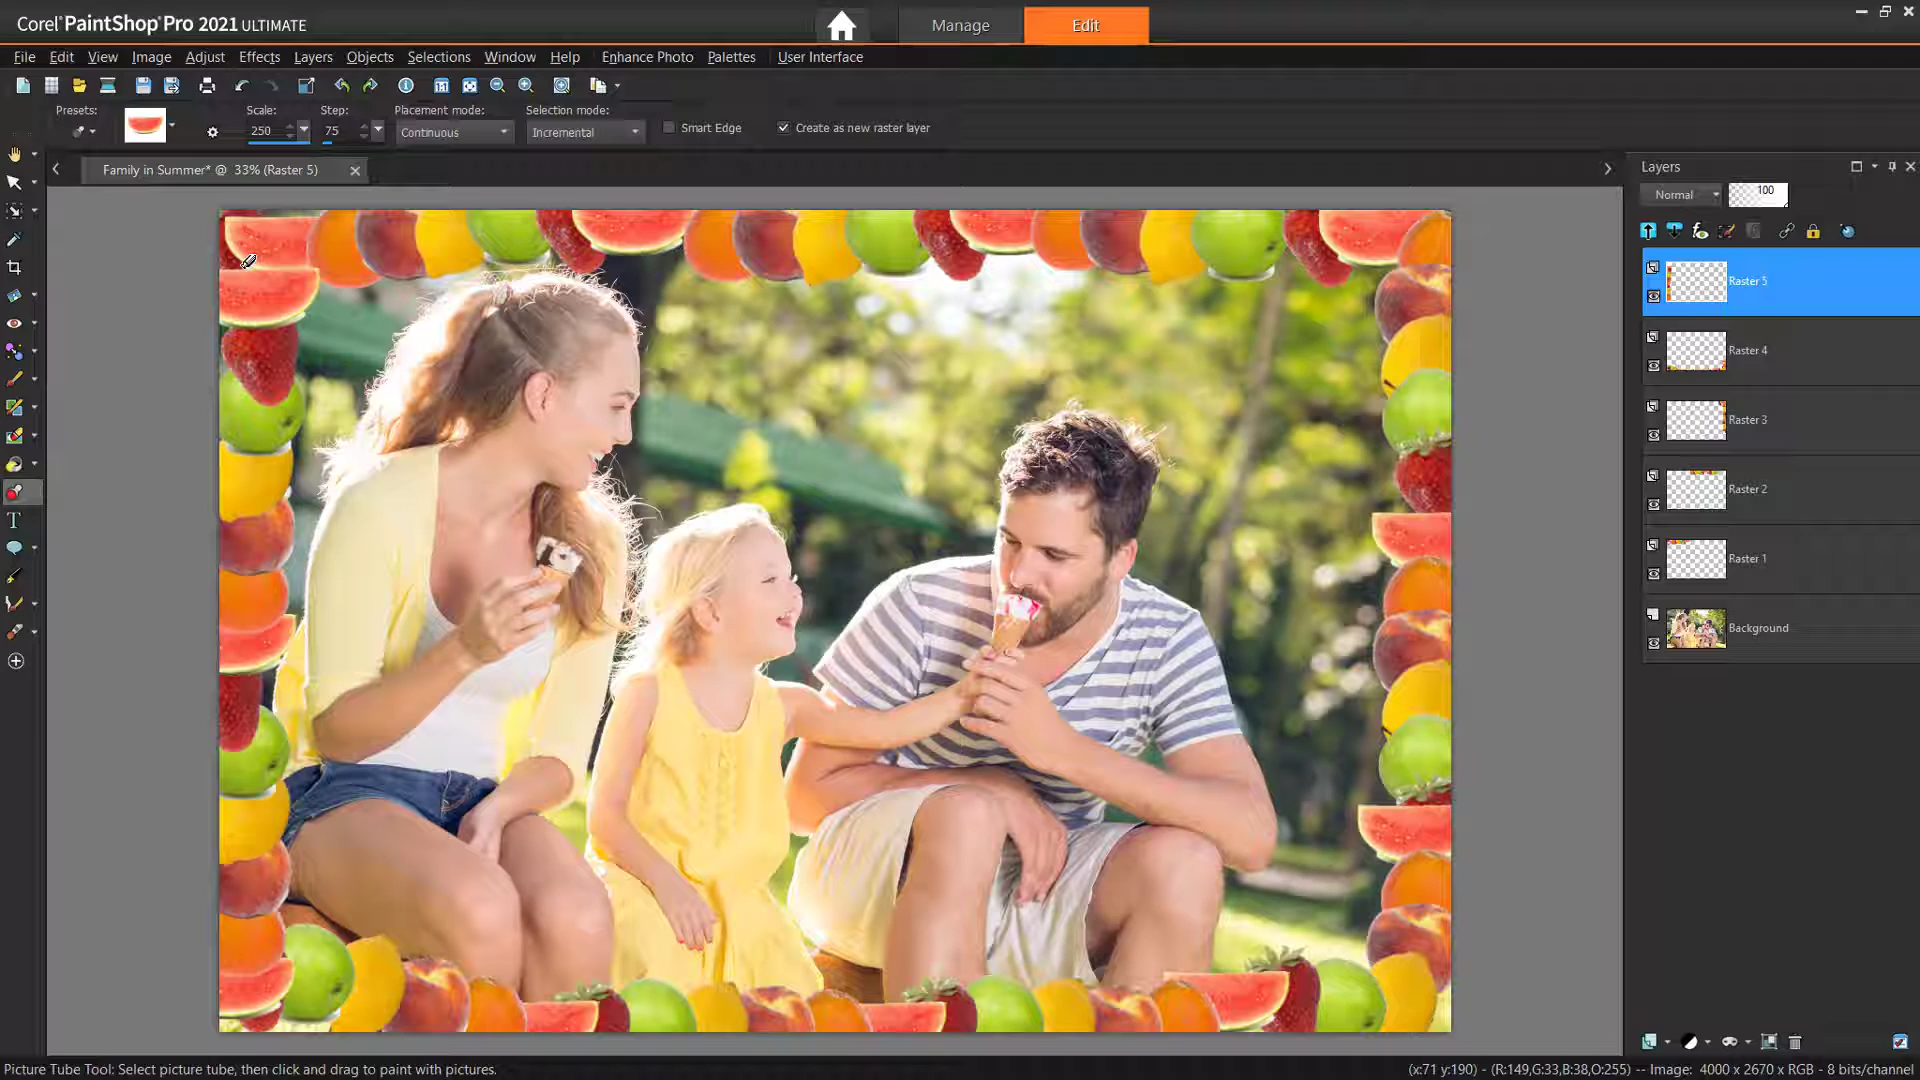 Corel PaintShop Pro 2021 ULTIMATE
Manage
Edit
File Edit View Image Adjust Effects Layers Objects Selections Window Help Enhance Photo Palettes User Interface
Presets:
Scale:
250
Step:
75
Placement mode:
Continuous
Selection mode:
Incremental
Smart Edge
Create as new raster layer
Family in Summer* @ 33% (Raster 5)
Layers
Normal
100
Raster 5
Raster 4
Raster 3
Raster 2
Raster 1
Background
Picture Tube Tool: Select picture tube, then click and drag to paint with pictures.
(x:71 y:190) - (R:149,G:33,B:38,O:255) -- Image: 4000 x 2670 x RGB - 8 bits/channel